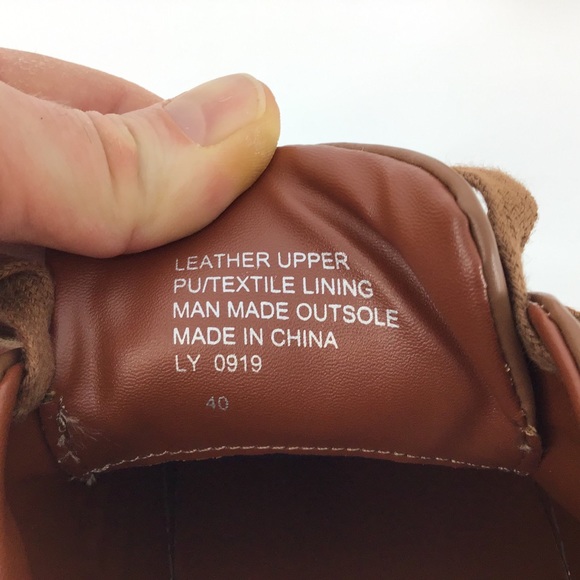 LEATHER UPPER
PU/TEXTILE LINING
MAN MADE OUTSOLE
MADE IN CHINA
LY 0919
40